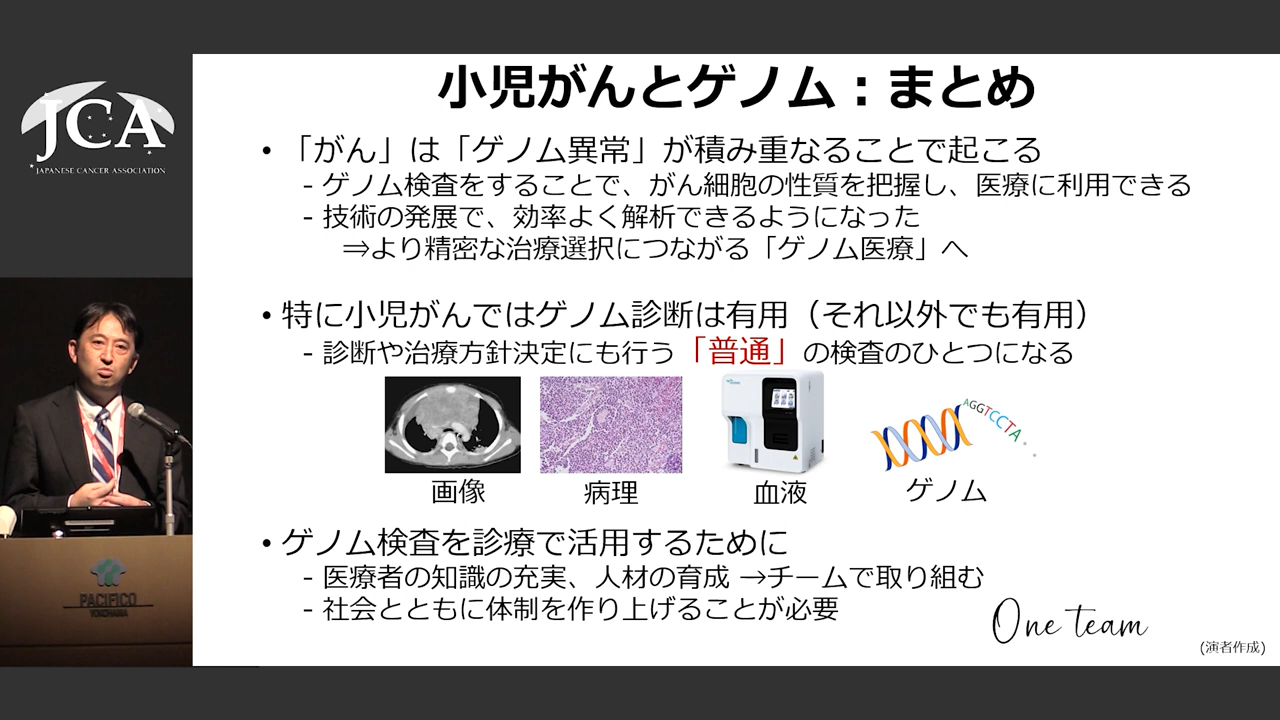 JCA
JAPANESE CANCER ASSOCIATION
小児がんとゲノム：まとめ
• 「がん」は「ゲノム異常」が積み重なることで起こる
- ゲノム検査をすることで、がん細胞の性質を把握し、医療に利用できる
- 技術の発展で、効率よく解析できるようになった
⇒より精密な治療選択につながる「ゲノム医療」へ
• 特に小児がんではゲノム診断は有用（それ以外でも有用）
- 診断や治療方針決定にも行う「普通」の検査のひとつになる
AGGTCCTA
画像
病理
血液
ゲノム
• ゲノム検査を診療で活用するために
- 医療者の知識の充実、人材の育成 →チームで取り組む
- 社会とともに体制を作り上げることが必要
One team
(演者作成)
PACIFICO
YOKOHAMA